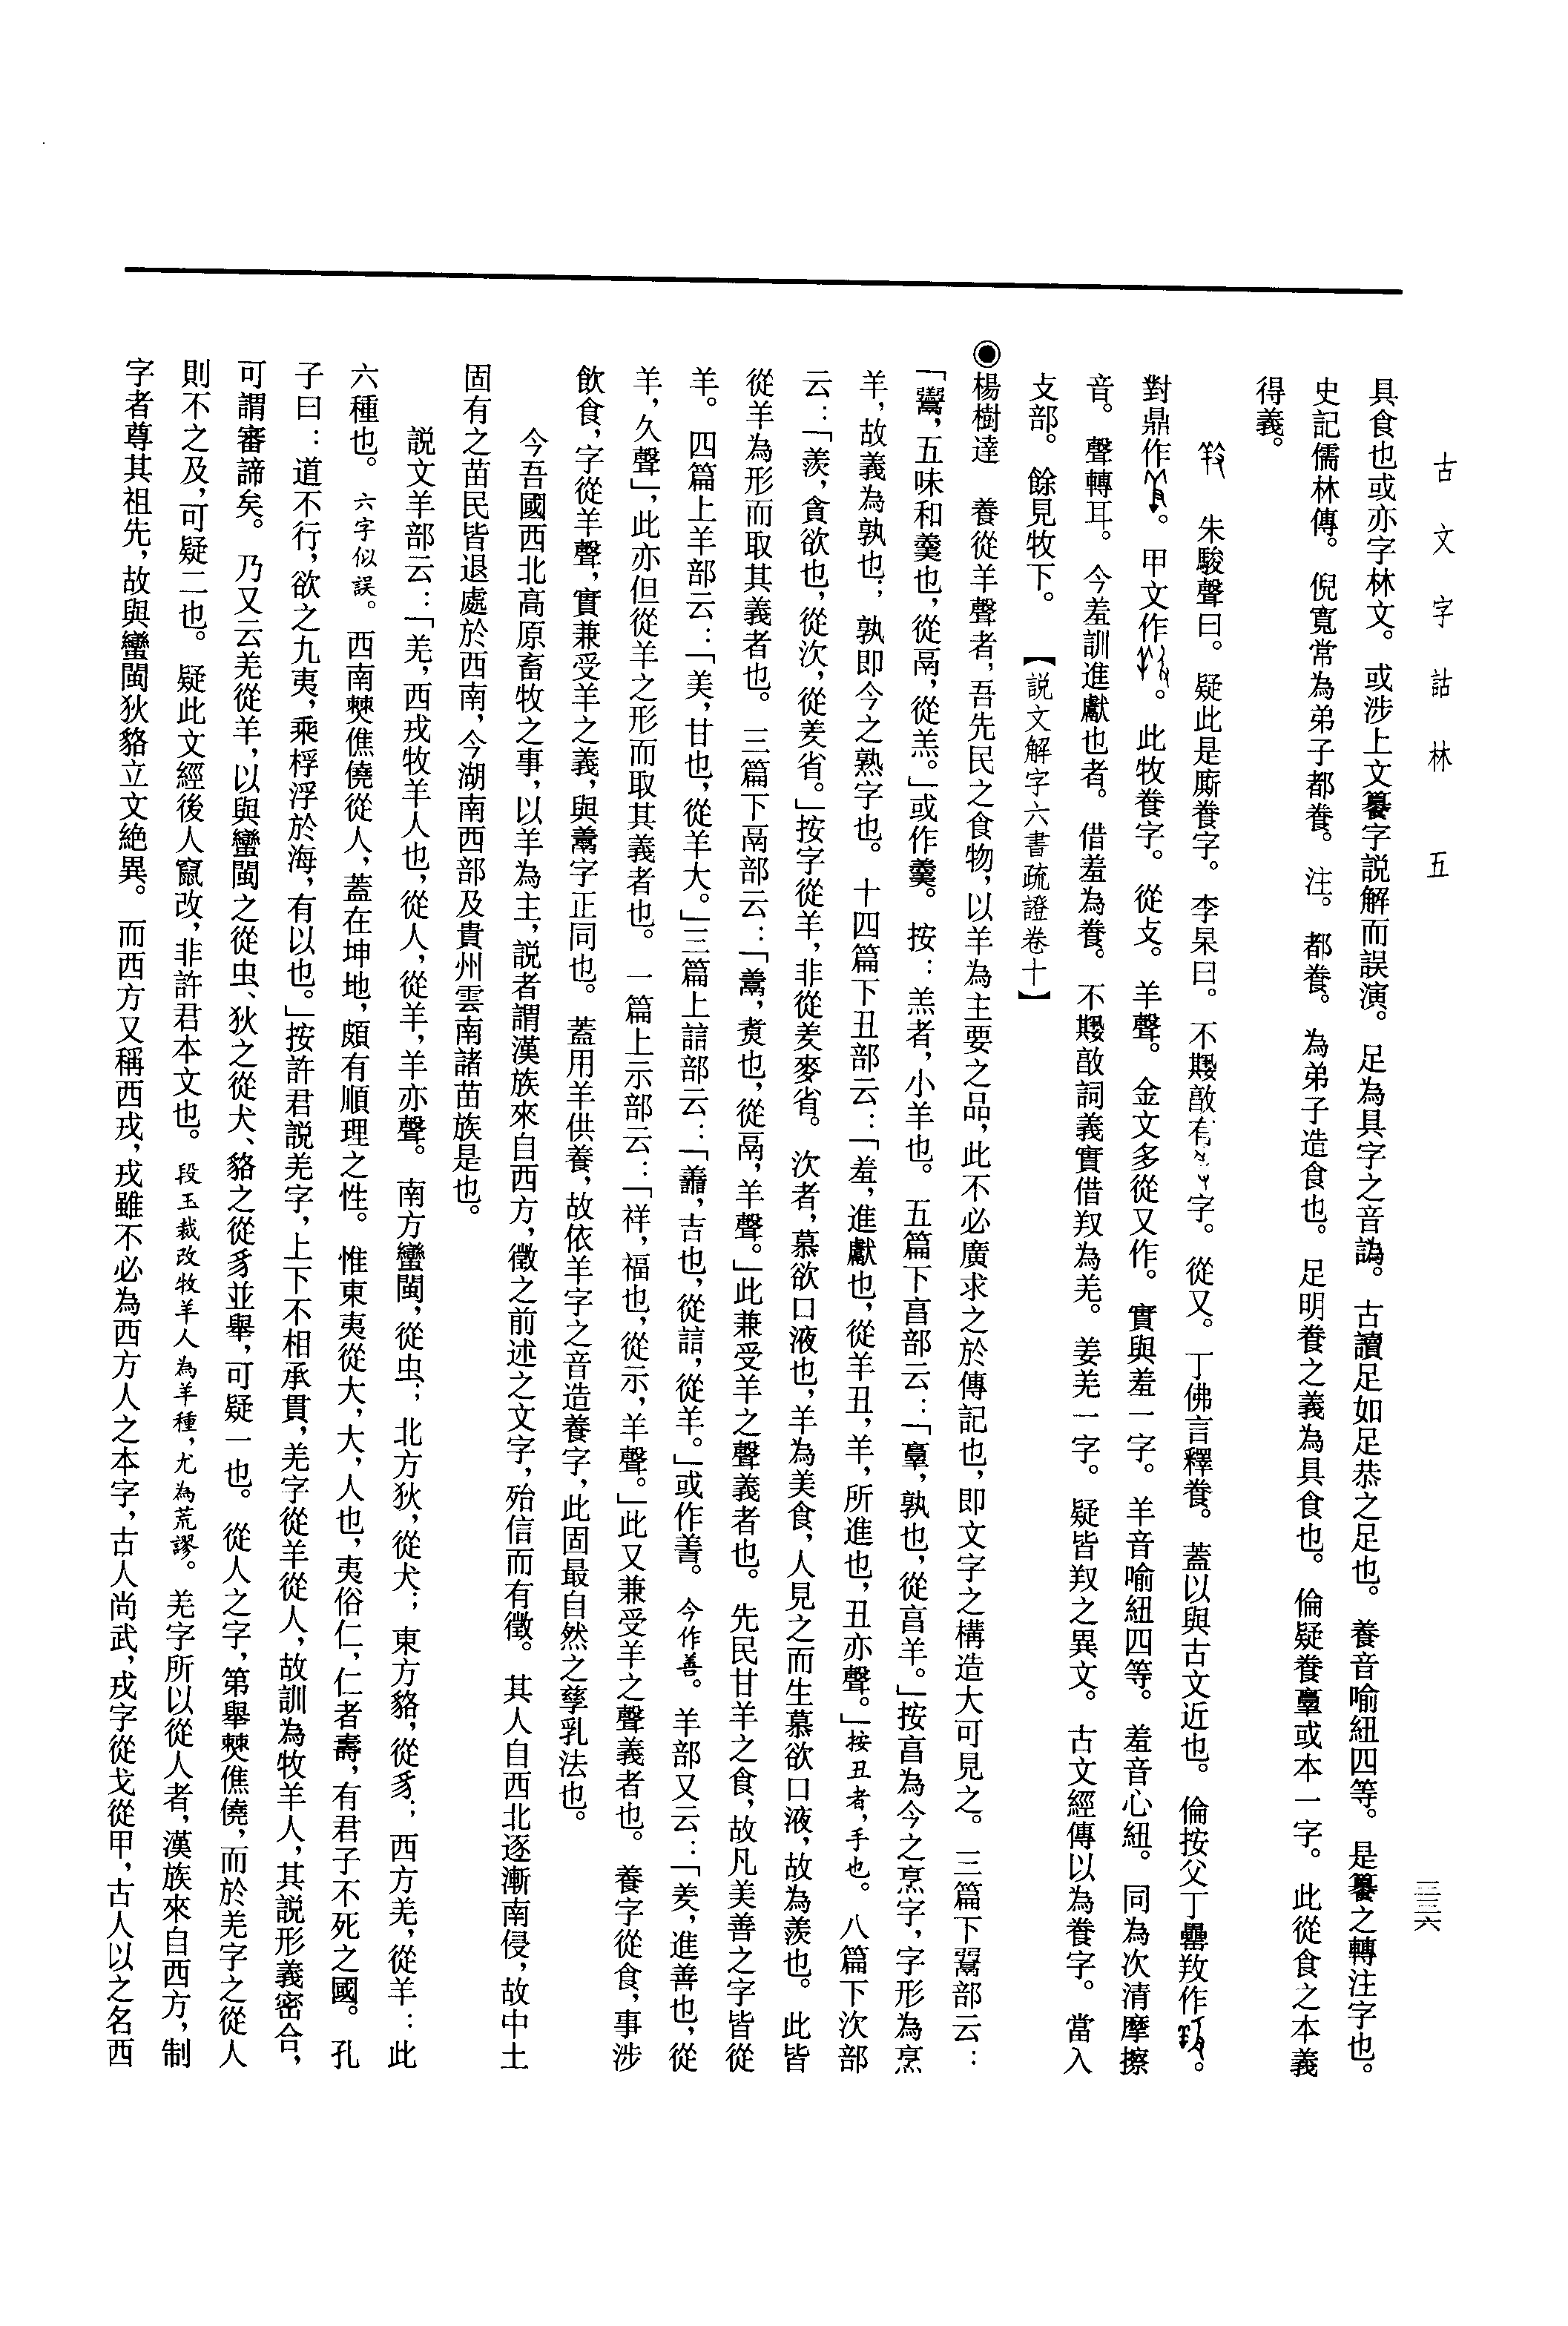 古文字詁林 五
三三六
具食也或亦字林文。或涉上文籑字説解而誤演。足為具字之音譌。古讀足如足恭之足也。養音喻紐四等。是籑之轉注字也。
史記儒林傳。倪寬常為弟子都養。注。都養。為弟子造食也。足明養之義為具食也。倫疑養𦎫或本一字。此從食之本義
得義。
朱駿聲曰。疑此是廝養字。李杲曰。不𡢁𣪘有字。從又。丁佛言釋養。蓋以與古文近也。倫按父丁罍𢼝作。
對鼎作。甲文作。此牧養字。從攴。羊聲。金文多從又作。實與羞一字。羊音喻紐四等。羞音心紐。同為次清摩擦
音。聲轉耳。今羞訓進獻也者。借羞為養。不𡢁𣪘詞義實借𦍋為羌。姜羌一字。疑皆𦍋之異文。古文經傳以為養字。當入
攴部。餘見牧下。【説文解字六書疏證卷十】
◉楊樹達 養從羊聲者，吾先民之食物，以羊為主要之品，此不必廣求之於傳記也，即文字之構造大可見之。三篇下䰜部云：
「䰞，五味和羹也，從鬲，從羔。」或作羹。按：羔者，小羊也。五篇下㐭部云：「𦎫，孰也，從㐭羊。」按㐭為今之烹字，字形為烹
羊，故義為孰也；孰即今之熟字也。十四篇下丑部云：「羞，進獻也，從羊丑，羊，所進也，丑亦聲。」按丑者，手也。八篇下㳄部
云：「羨，貪欲也，從㳄，從羑省。」按字從羊，非從羑麥省。㳄者，慕欲口液也，羊為美食，人見之而生慕欲口液，故為羨也。此皆
從羊為形而取其義者也。三篇下鬲部云：「鬺，煑也，從鬲，羊聲。」此兼受羊之聲義者也。先民甘羊之食，故凡美善之字皆從
羊。四篇上羊部云：「美，甘也，從羊大。」三篇上誩部云：「譱，吉也，從誩，從羊。」或作善。今作善。羊部又云：「羑，進善也，從
羊，久聲」，此亦但從羊之形而取其義者也。一篇上示部云：「祥，福也，從示，羊聲。」此又兼受羊之聲義者也。養字從食，事涉
飲食，字從羊聲，實兼受羊之義，與鬺字正同也。蓋用羊供養，故依羊字之音造養字，此固最自然之孳乳法也。
今吾國西北高原畜牧之事，以羊為主，説者謂漢族來自西方，徵之前述之文字，殆信而有徵。其人自西北逐漸南侵，故中土
固有之苗民皆退處於西南，今湖南西部及貴州雲南諸苗族是也。
説文羊部云：「羌，西戎牧羊人也，從人，從羊，羊亦聲。南方蠻閩，從虫；北方狄，從犬；東方貉，從豸；西方羌，從羊：此
六種也。六字似誤。西南僰僬僥從人，蓋在坤地，頗有順理之性。惟東夷從大，大，人也，夷俗仁，仁者壽，有君子不死之國。孔
子曰：道不行，欲之九夷，乘桴浮於海，有以也。」按許君説羌字，上下不相承貫，羌字從羊從人，故訓為牧羊人，其説形義密合，
可謂審諦矣。乃又云羌從羊，以與蠻閩之從虫、狄之從犬、貉之從豸並舉，可疑一也。從人之字，第舉僰僬僥，而於羌字之從人
則不之及，可疑二也。疑此文經後人竄改，非許君本文也。段玉裁改牧羊人為羊種，尤為荒謬。羌字所以從人者，漢族來自西方，制
字者尊其祖先，故與蠻閩狄貉立文絶異。而西方又稱西戎，戎雖不必為西方人之本字，古人尚武，戎字從戈從甲，古人以之名西